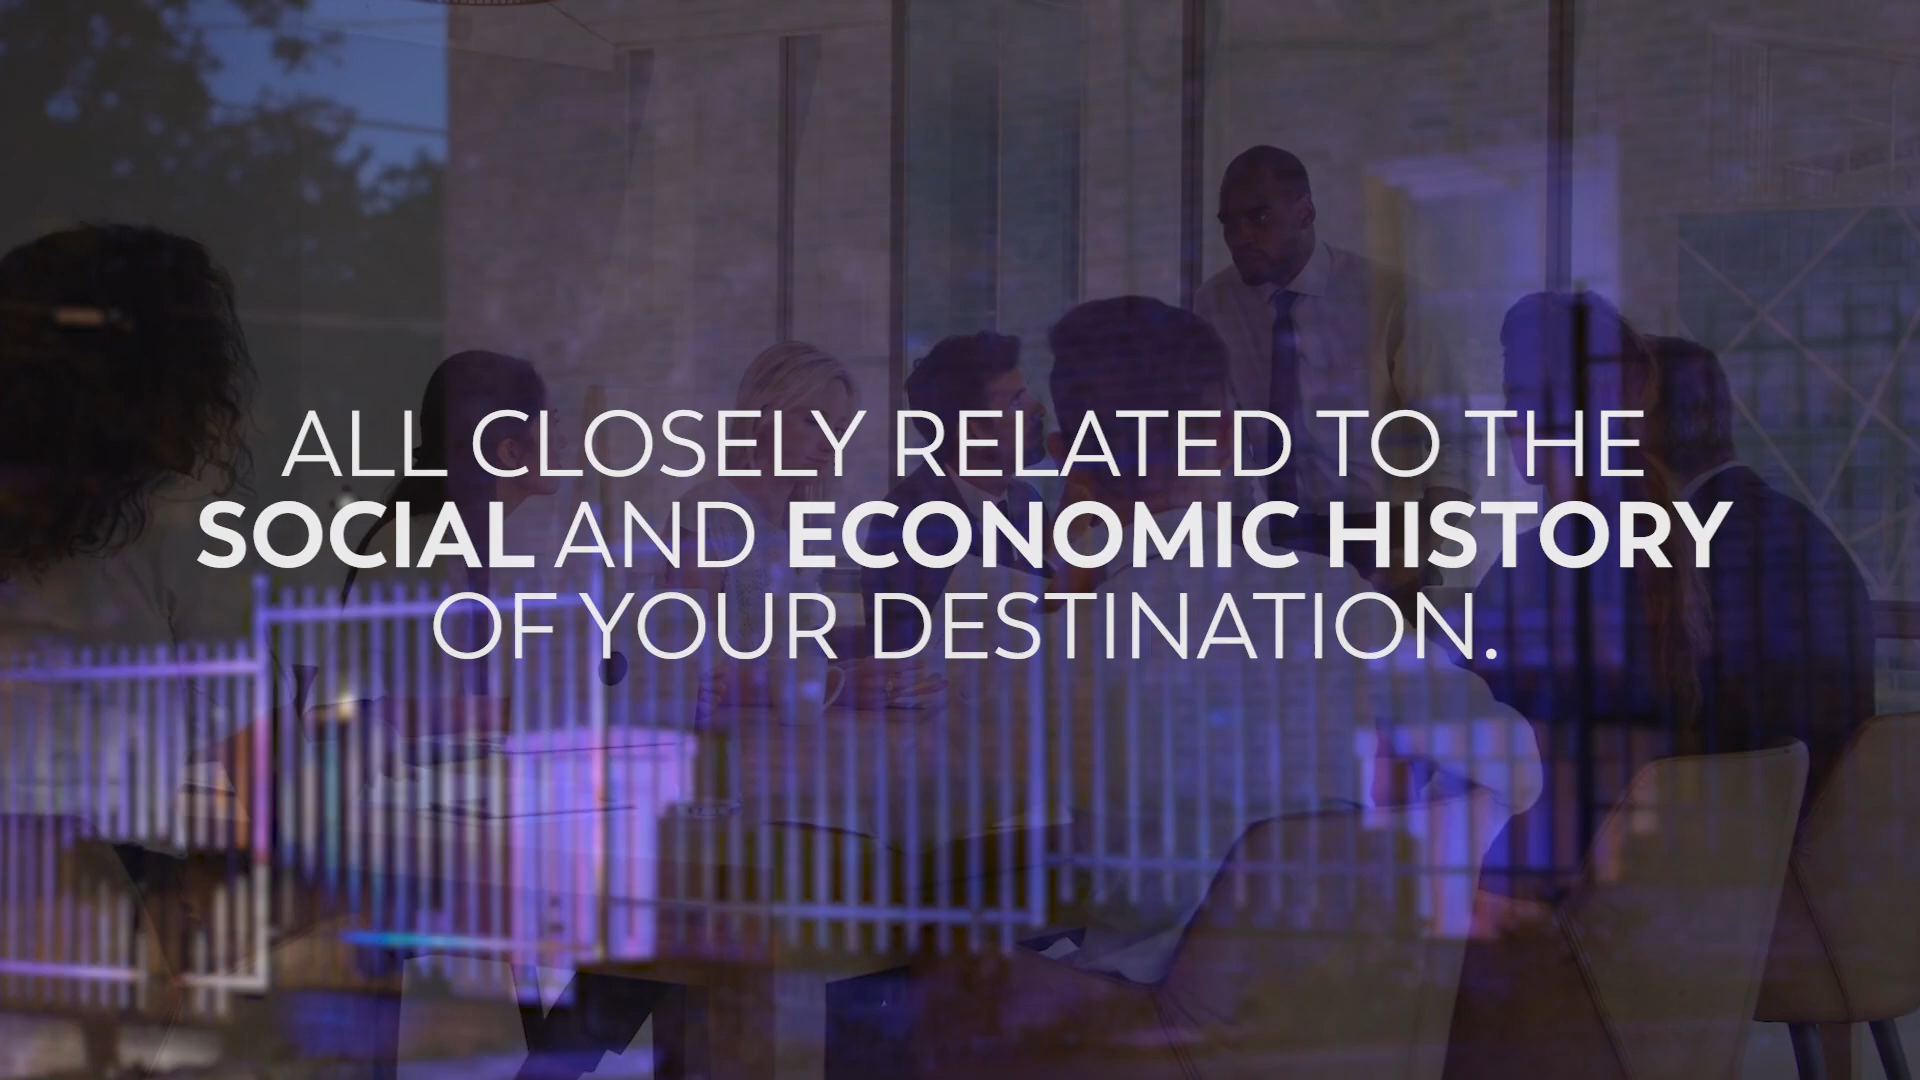 ALL CLOSELY RELATED TO THE
SOCIAL AND ECONOMIC HISTORY
OF YOUR DESTINATION.